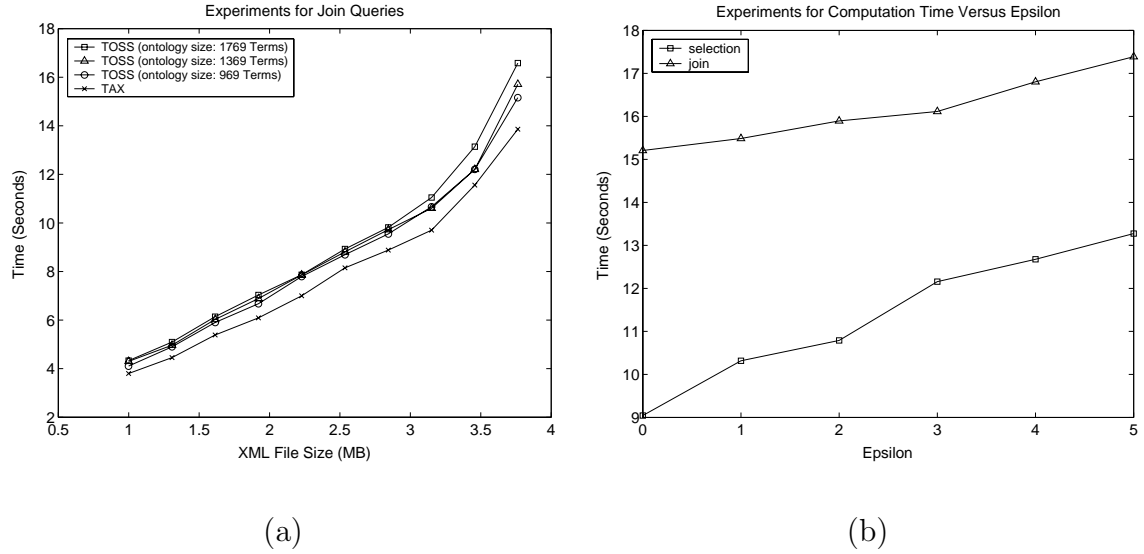 Experiments for Join Queries
18
16
14
12
10
8
6
4
2
Time (Seconds)
TOSS (ontology size: 1769 Terms)
TOSS (ontology size: 1369 Terms)
TOSS (ontology size: 969 Terms)
TAX
0.5 1 1.5 2 2.5 3 3.5 4
XML File Size (MB)
(a)
Experiments for Computation Time Versus Epsilon
18
17
16
15
14
13
12
11
10
9
Time (Seconds)
selection
join
0 1 2 3 4 5
Epsilon
(b)